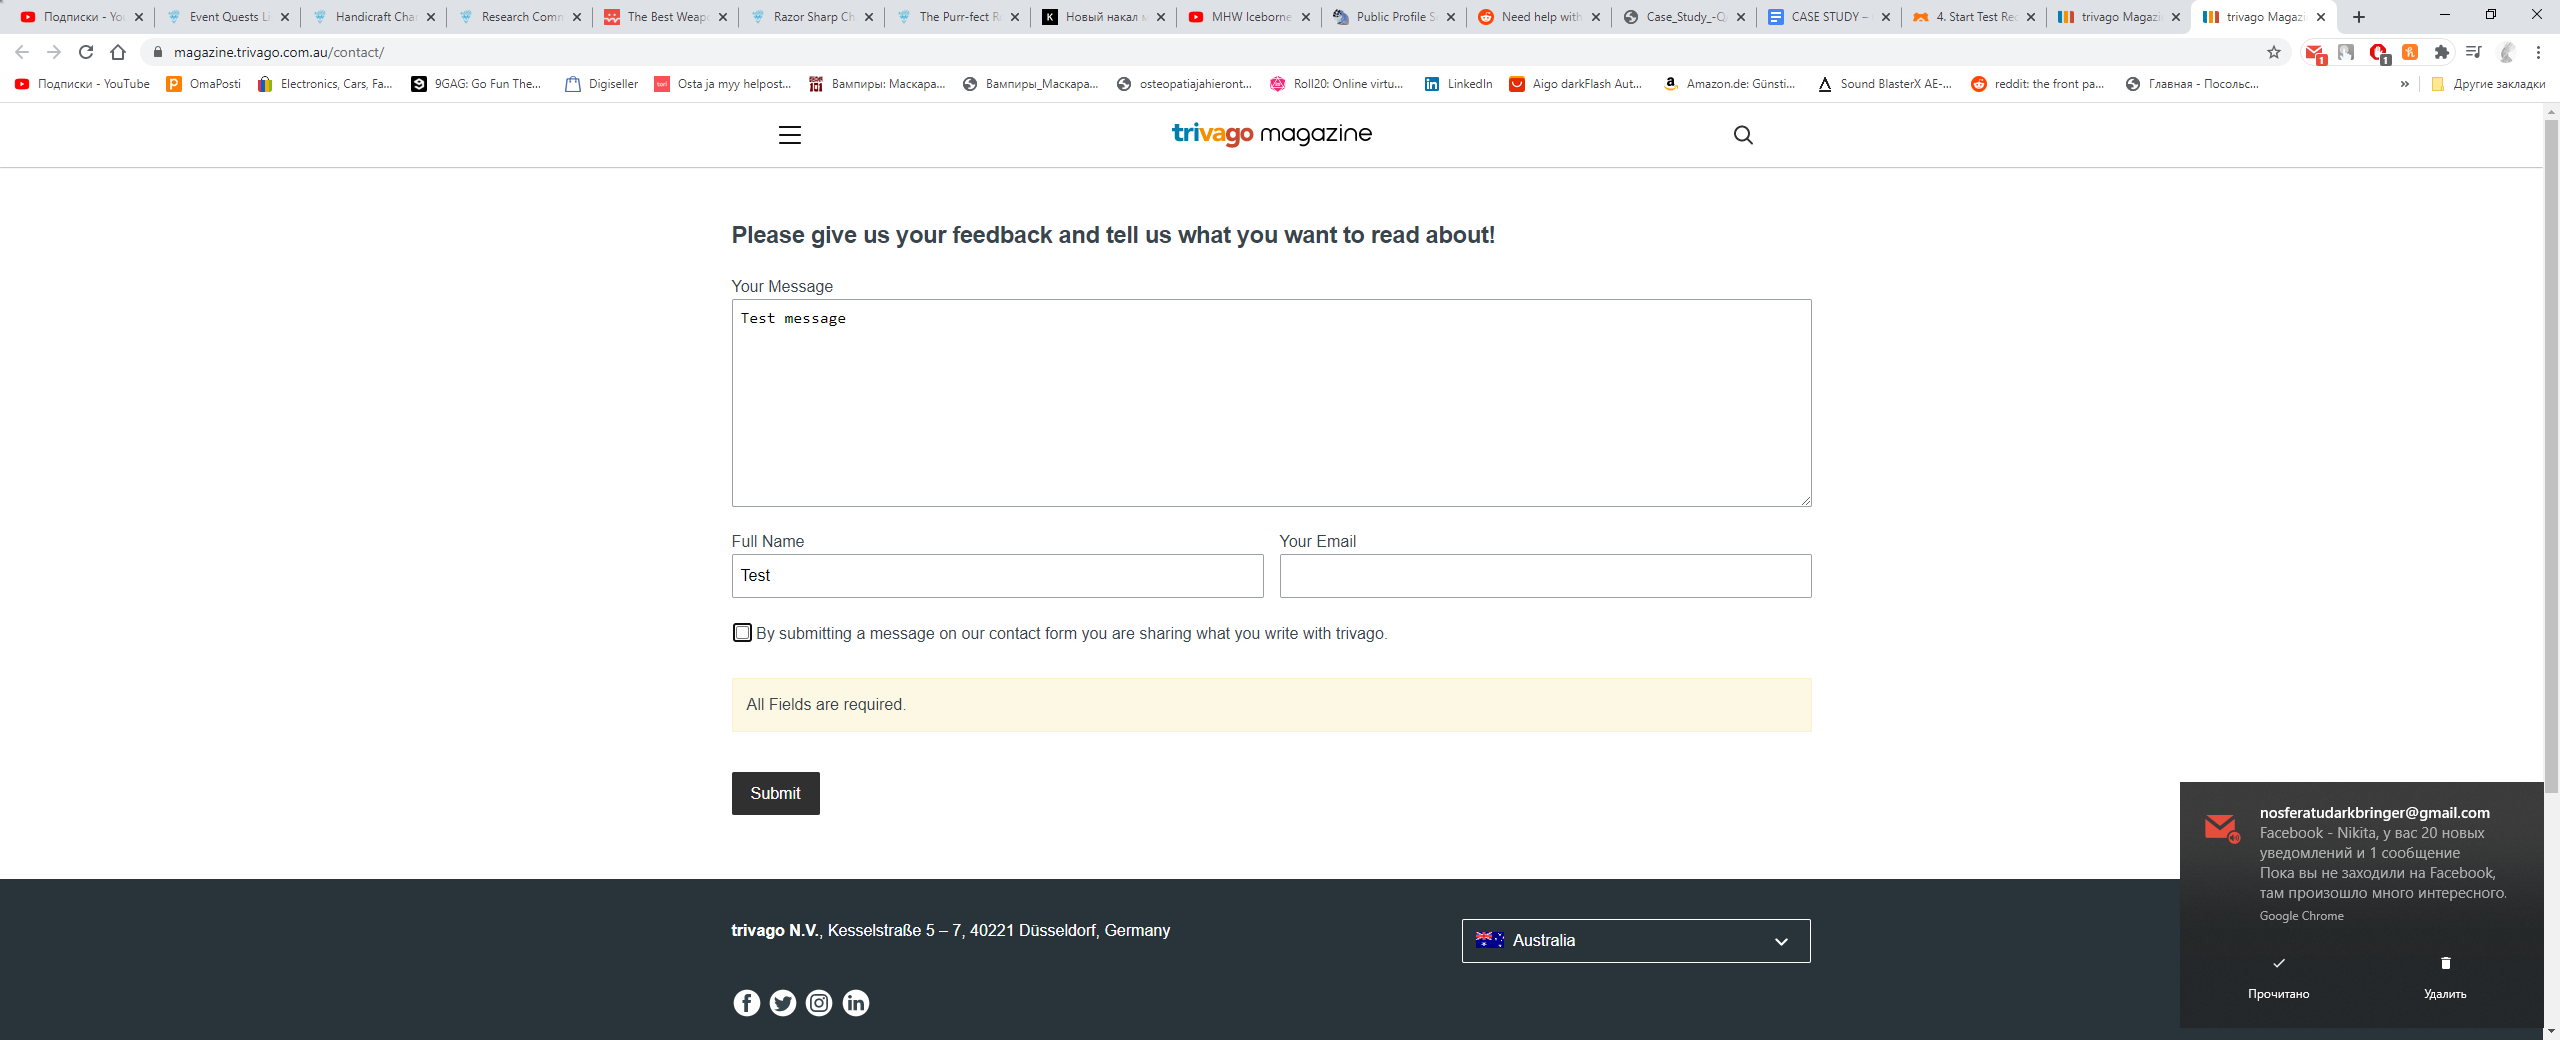 Подписки - You
Event Quests Li
Handicraft Char
Research Comm
The Best Weapo
Razor Sharp Ch
The Purr-fect Ro
Новый накал м
MHW Iceborne
Public Profile S
Need help with
Case_Study_-Q
CASE STUDY –
4. Start Test Rec
trivago Magazi
trivago Magazi
magazine.trivago.com.au/contact/
1
1
Подписки - YouTube
OmaPosti
Electronics, Cars, Fa...
9GAG: Go Fun The...
Digiseller
tori
Osta ja myy helpost...
Вампиры: Маскара...
Вампиры_Маскара...
osteopatiajahieront...
Roll20: Online virtu...
LinkedIn
Aigo darkFlash Aut...
Amazon.de: Günsti...
Sound BlasterX AE-...
reddit: the front pa...
Главная - Посольс...
»
Другие закладки
trivago magazine
Please give us your feedback and tell us what you want to read about!
Your Message
Test message
Full Name
Your Email
Test
By submitting a message on our contact form you are sharing what you write with trivago.
All Fields are required.
Submit
trivago N.V., Kesselstraße 5 – 7, 40221 Düsseldorf, Germany
Australia
nosferatudarkbringer@gmail.com
Facebook - Nikita, у вас 20 новых
уведомлений и 1 сообщение
Пока вы не заходили на Facebook,
там произошло много интересного.
Google Chrome
Прочитано
Удалить